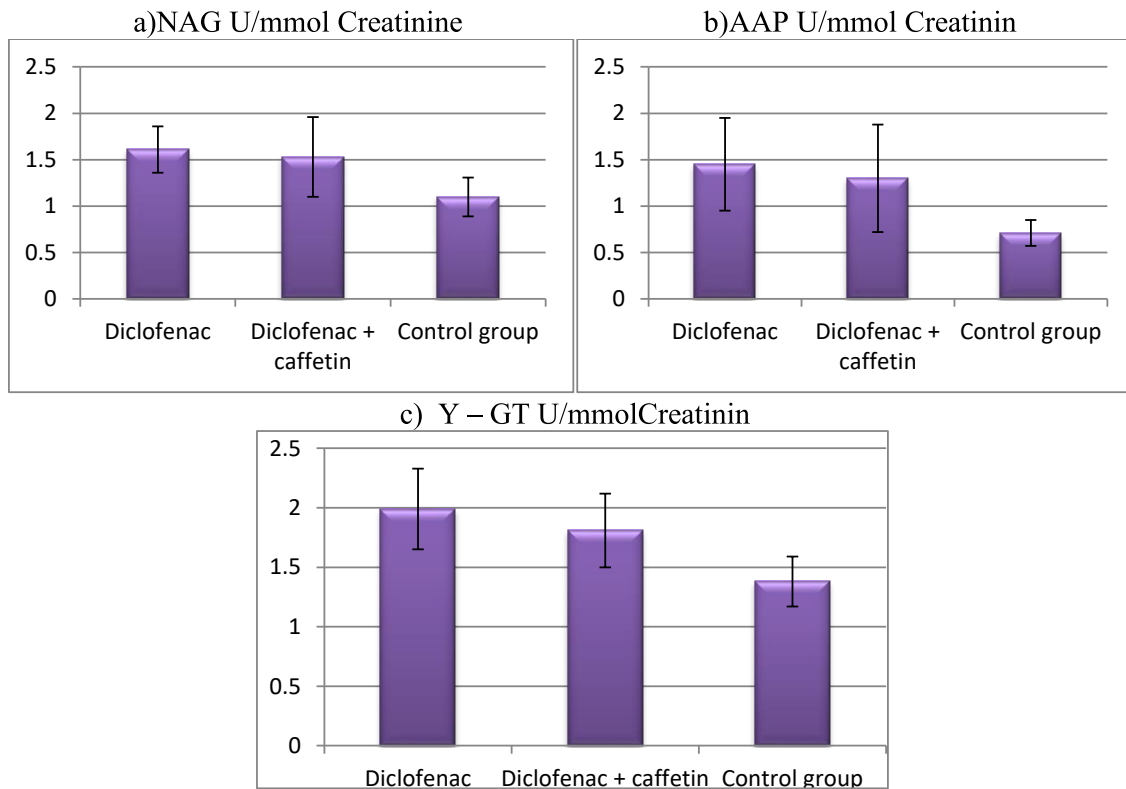 a)NAG U/mmol Creatinine
2.5
2
1.5
1
0.5
0
Diclofenac
Diclofenac +
caffetin
Control group
b)AAP U/mmol Creatinin
2.5
2
1.5
1
0.5
0
Diclofenac
Diclofenac +
caffetin
Control group
c) Y – GT U/mmolCreatinin
2.5
2
1.5
1
0.5
0
Diclofenac
Diclofenac + caffetin
Control group